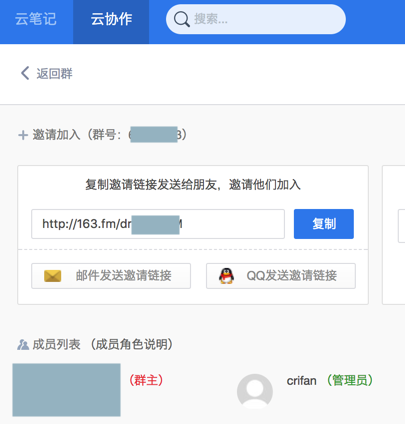 云笔记 云协作 搜索...
返回群
邀请加入（群号：6 3）
复制邀请链接发送给朋友，邀请他们加入
http://163.fm/dr 复制
邮件发送邀请链接 QQ发送邀请链接
成员列表 （成员角色说明）
（群主） crifan （管理员）